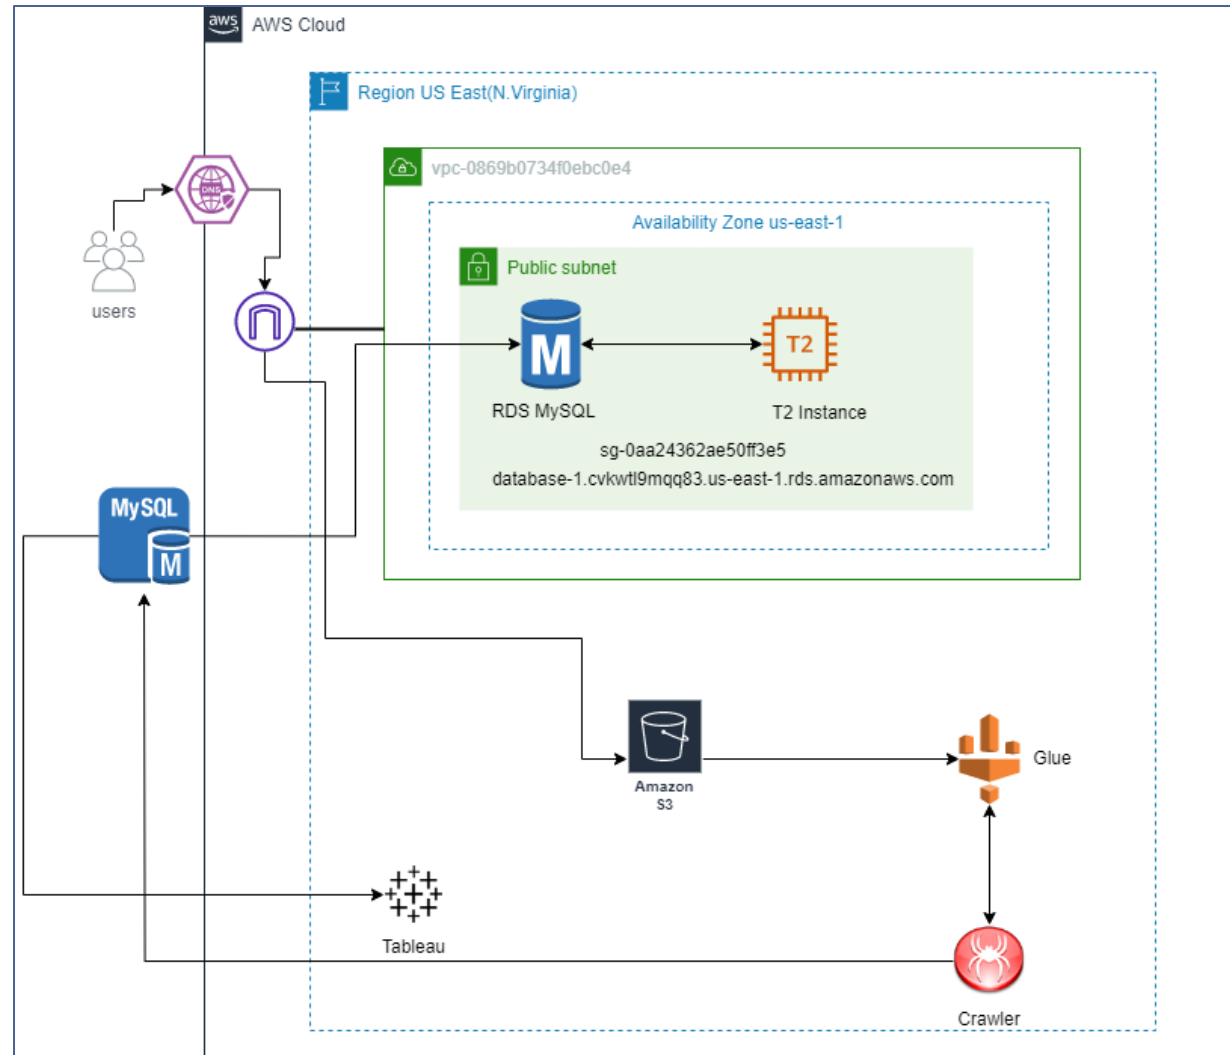 aws
AWS Cloud
Region US East(N.Virginia)
vpc-0869b0734f0ebc0e4
DNS
Availability Zone us-east-1
Public subnet
users
M
T2
RDS MySQL
T2 Instance
sg-0aa24362ae50ff3e5
database-1.cvkwtl9mqq83.us-east-1.rds.amazonaws.com
MySQL
M
Amazon
S3
Glue
Tableau
Crawler